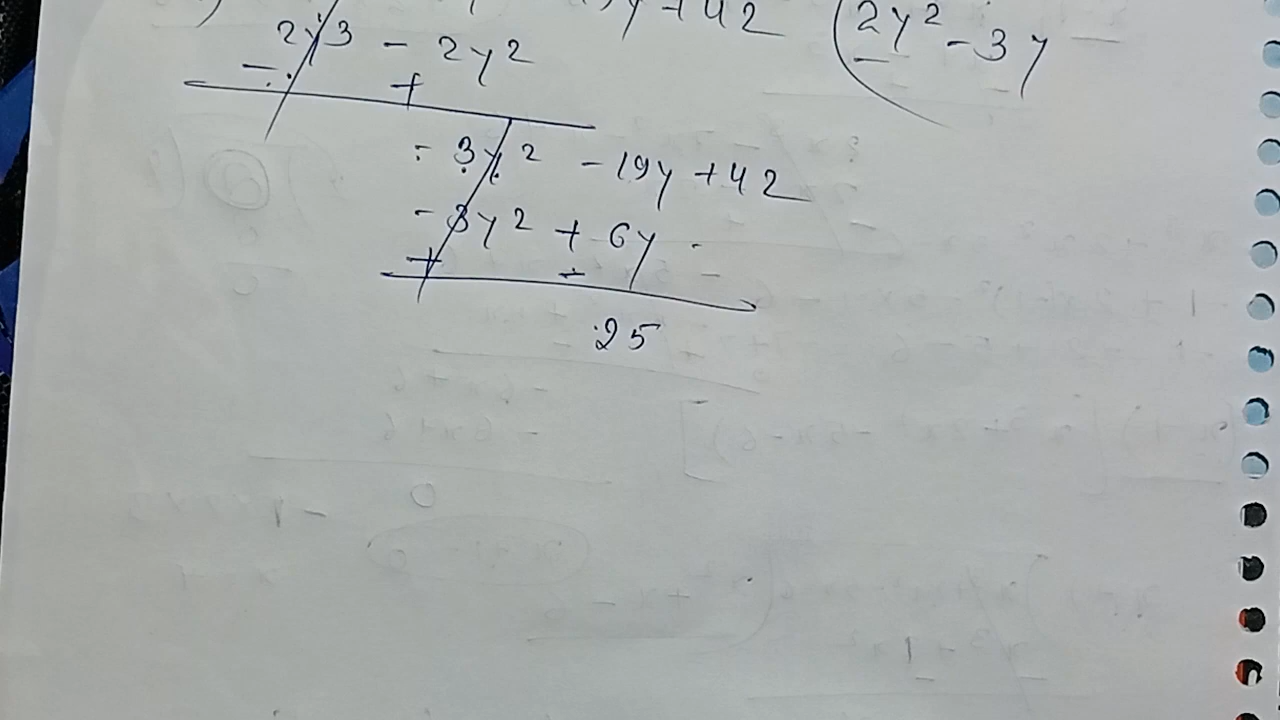 y + 42 (2y² - 3y -
2y³ - 2y²
- +
- 3y² - 19y + 42
- 3y² + 6y
+ -
25